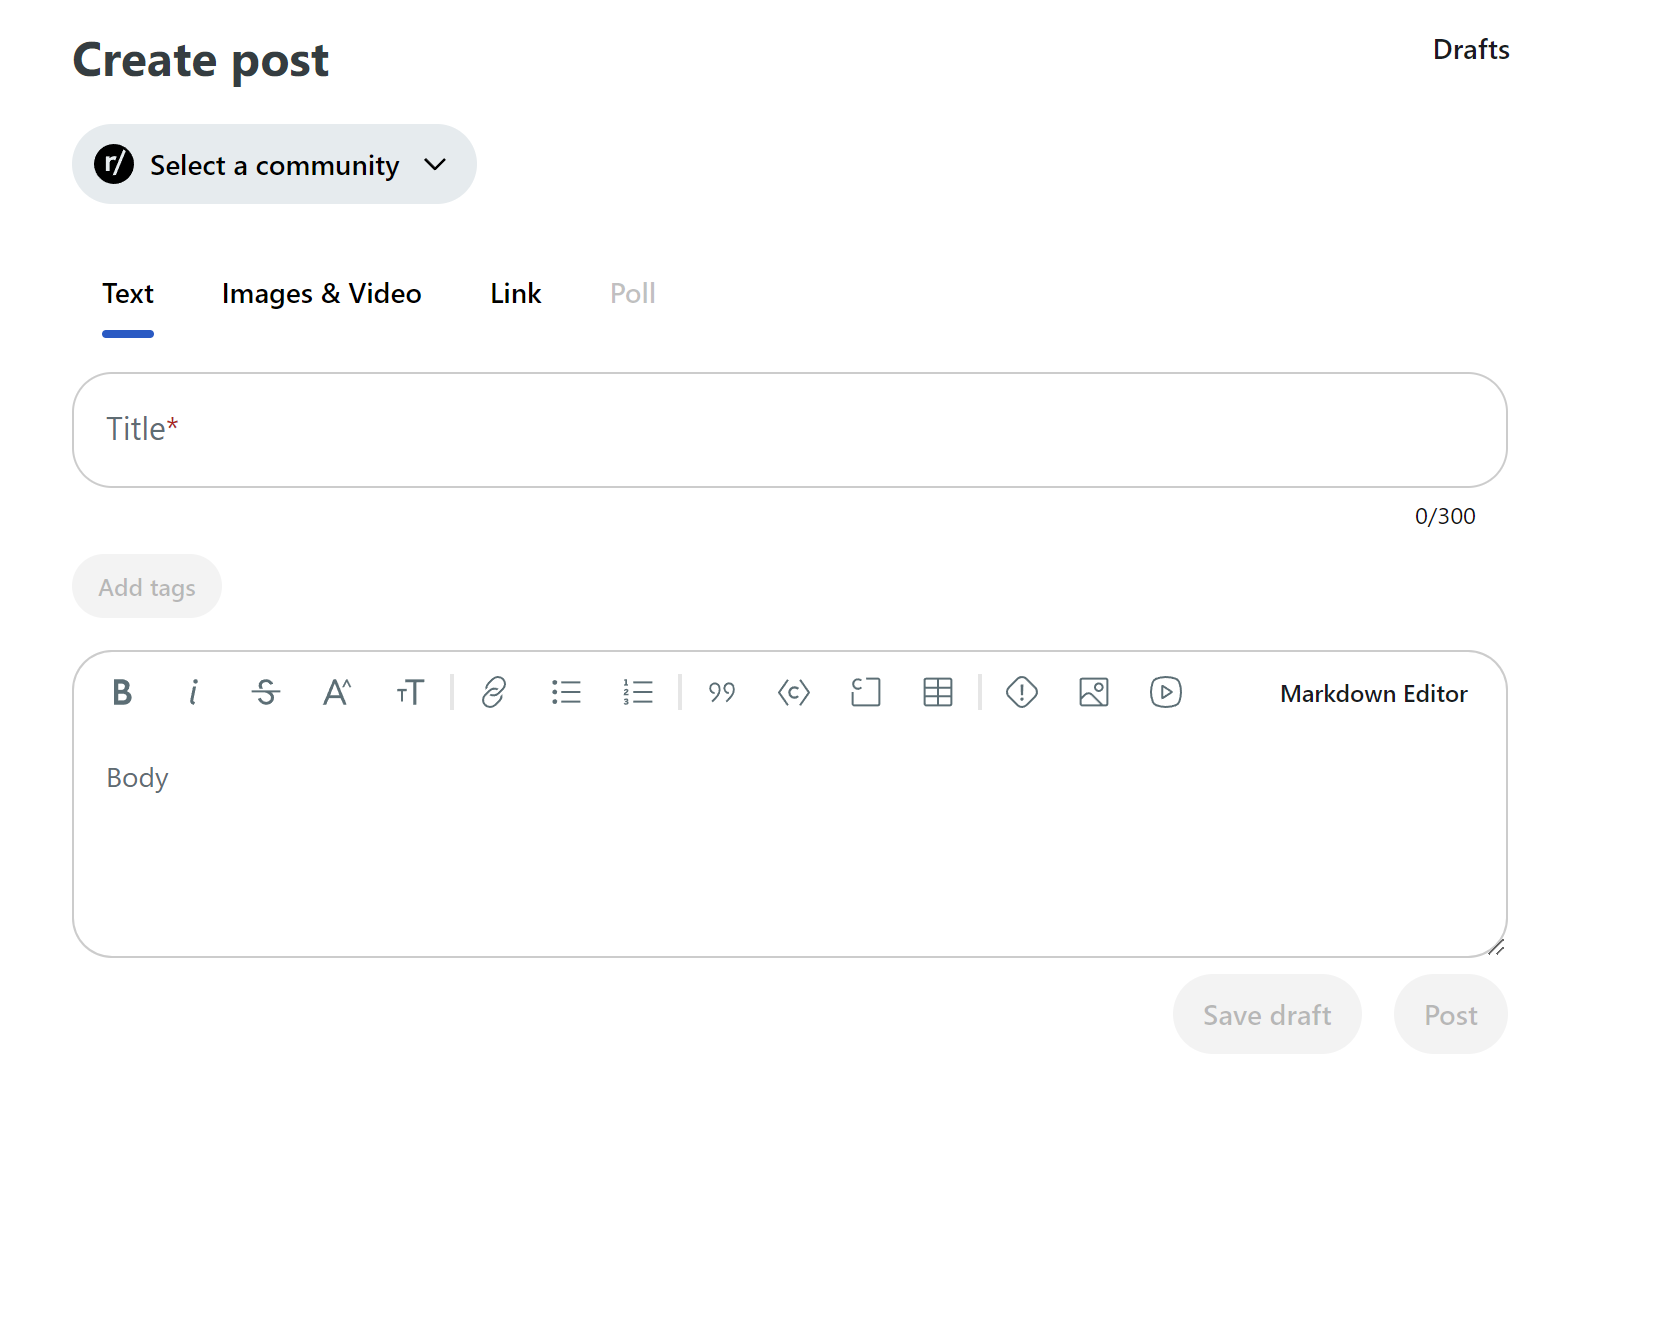 Create post
Drafts
r/ Select a community
Text Images & Video Link Poll
Title*
0/300
Add tags
Markdown Editor
Body
Save draft Post